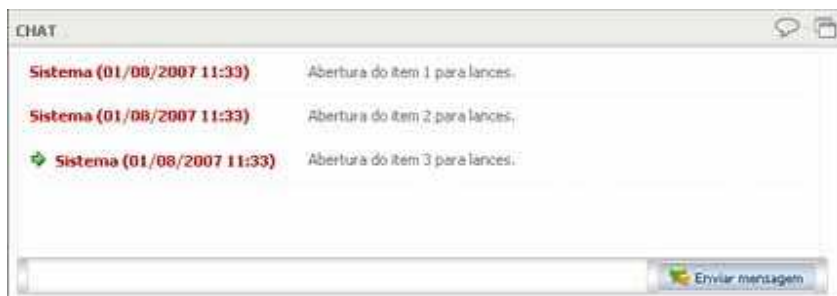 CHAT
Sistema (01/08/2007 11:33) Abertura do item 1 para lances.
Sistema (01/08/2007 11:33) Abertura do item 2 para lances.
Sistema (01/08/2007 11:33) Abertura do item 3 para lances.
Enviar mensagem